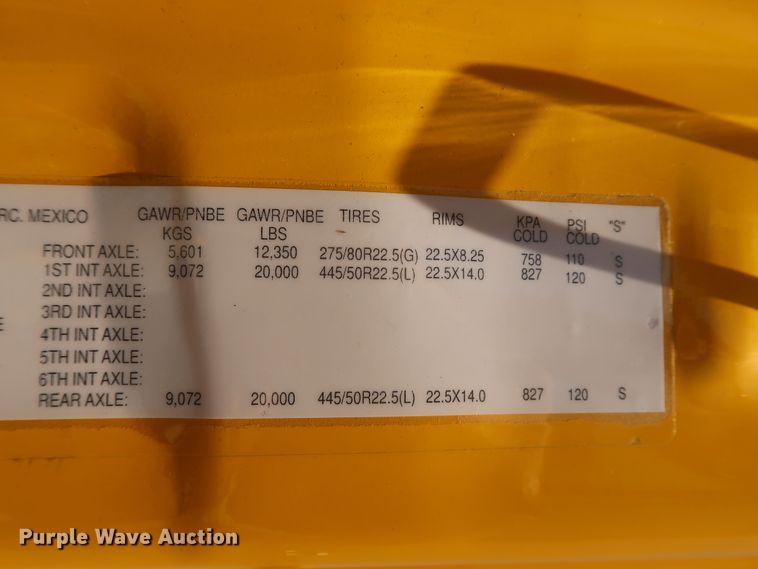 RC. MEXICO GAWR/PNBE KGS GAWR/PNBE LBS TIRES RIMS KPA COLD PSI COLD "S"
FRONT AXLE: 5,601 12,350 275/80R22.5(G) 22.5X8.25 758 110 S
1ST INT AXLE: 9,072 20,000 445/50R22.5(L) 22.5X14.0 827 120 S
2ND INT AXLE:
3RD INT AXLE:
4TH INT AXLE:
5TH INT AXLE:
6TH INT AXLE:
REAR AXLE: 9,072 20,000 445/50R22.5(L) 22.5X14.0 827 120 S
Purple Wave Auction